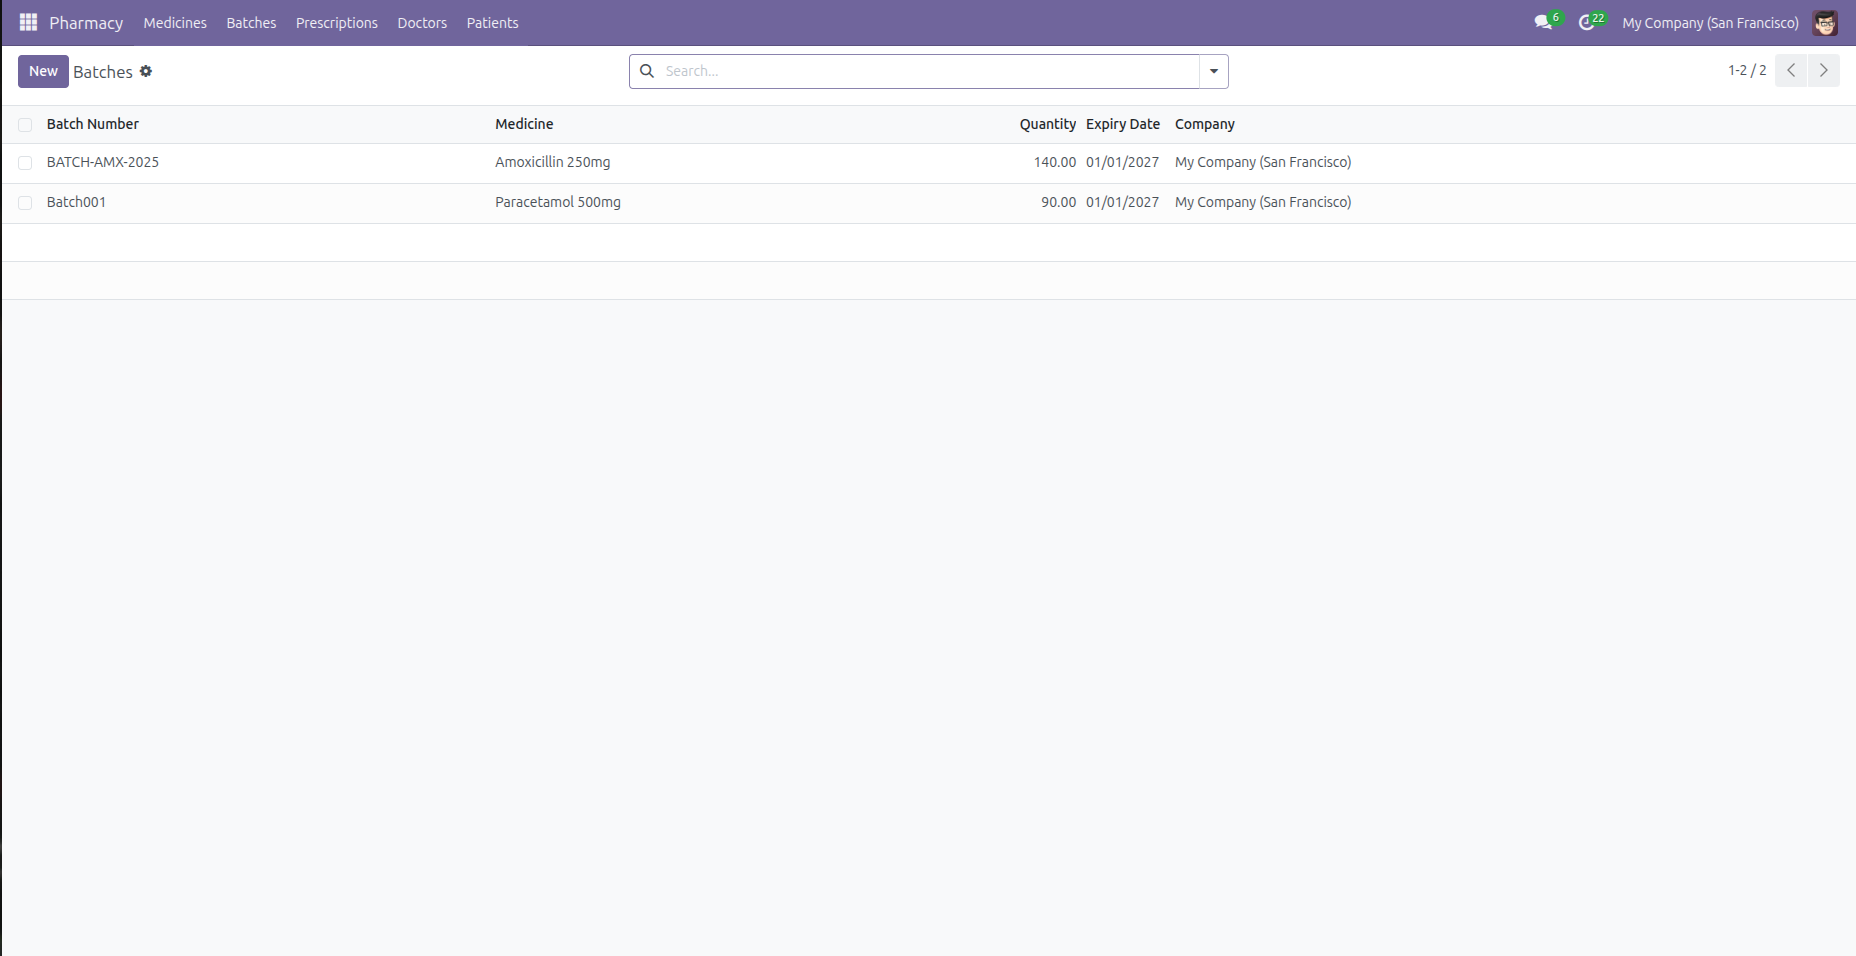 Pharmacy Medicines Batches Prescriptions Doctors Patients 6 22 My Company (San Francisco)
New Batches Search... 1-2 / 2
Batch Number Medicine Quantity Expiry Date Company
BATCH-AMX-2025 Amoxicillin 250mg 140.00 01/01/2027 My Company (San Francisco)
Batch001 Paracetamol 500mg 90.00 01/01/2027 My Company (San Francisco)